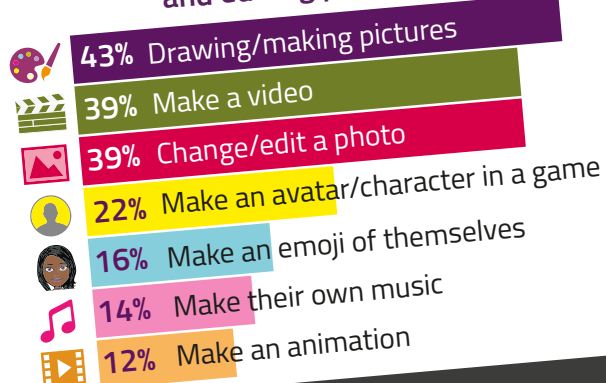 43% Drawing/making pictures
39% Make a video
39% Change/edit a photo
22% Make an avatar/character in a game
16% Make an emoji of themselves
14% Make their own music
12% Make an animation